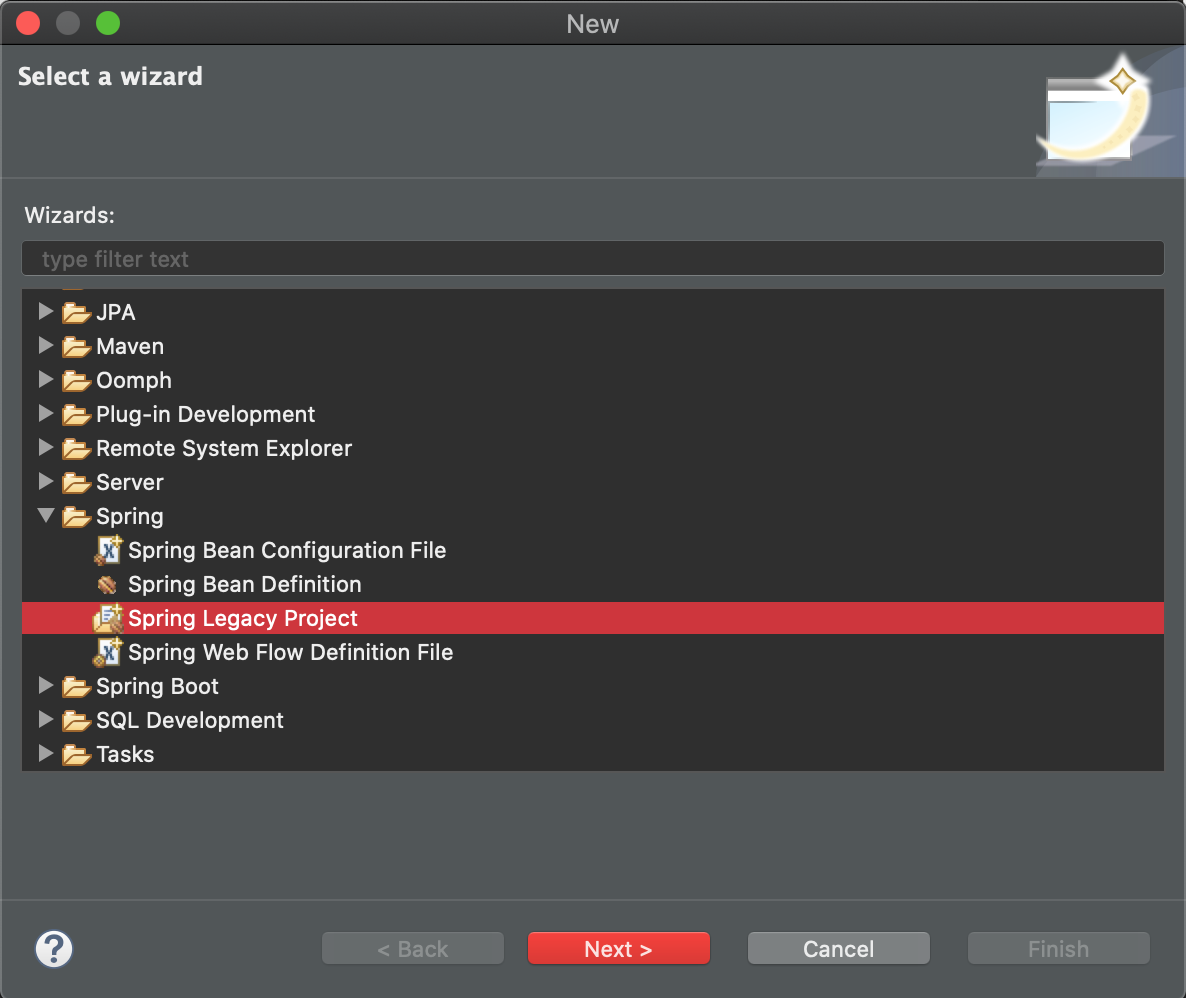 New
Select a wizard
Wizards:
type filter text
JPA
Maven
Oomph
Plug-in Development
Remote System Explorer
Server
Spring
Spring Bean Configuration File
Spring Bean Definition
Spring Legacy Project
Spring Web Flow Definition File
Spring Boot
SQL Development
Tasks
? < Back Next > Cancel Finish